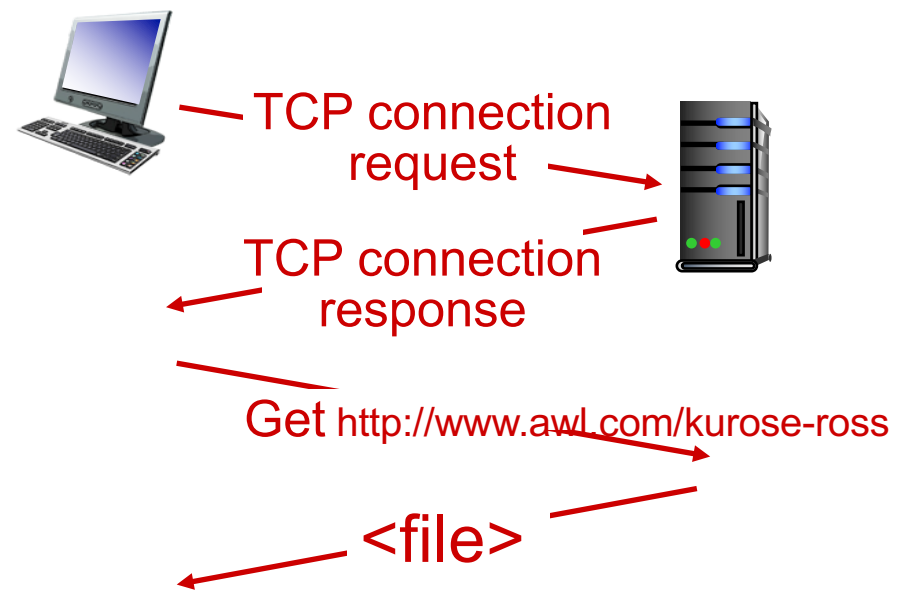 TCP connection
request
TCP connection
response
Get http://www.awl.com/kurose-ross
<file>